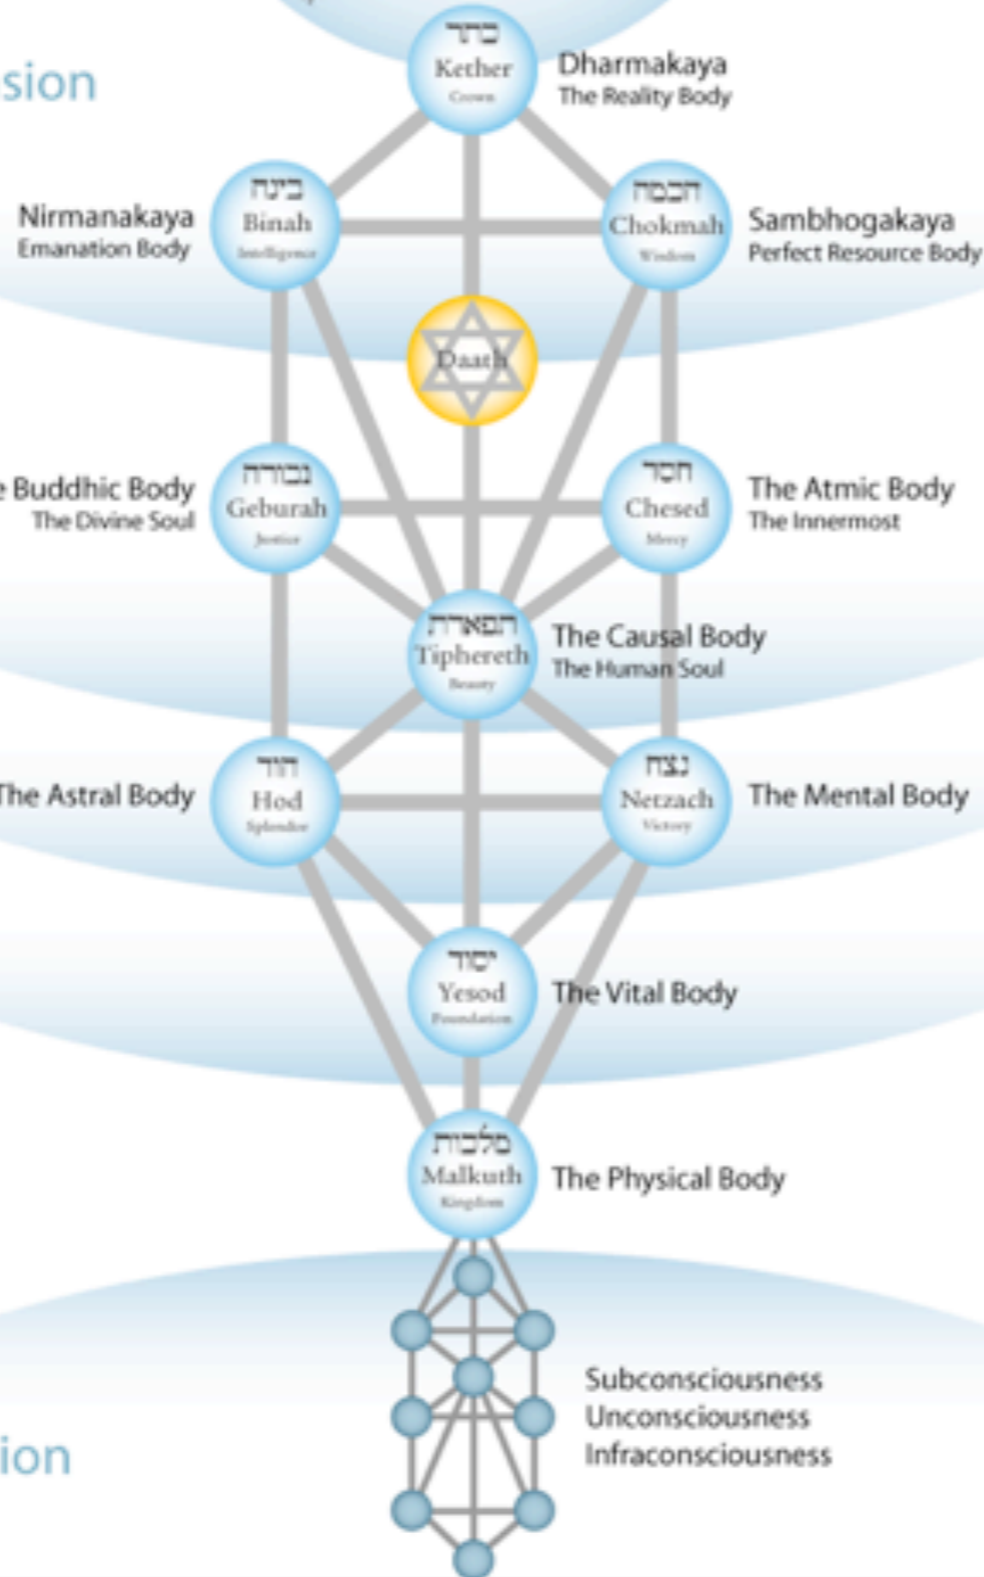 sion
כתר
Kether
Crown
Dharmakaya
The Reality Body
בינה
Binah
Intelligence
Nirmanakaya
Emanation Body
חכמה
Chokmah
Wisdom
Sambhogakaya
Perfect Resource Body
Daath
גבורה
Geburah
Justice
e Buddhic Body
The Divine Soul
חסד
Chesed
Mercy
The Atmic Body
The Innermost
תפארת
Tiphereth
Beauty
The Causal Body
The Human Soul
הוד
Hod
Splendor
The Astral Body
נצח
Netzach
Victory
The Mental Body
יסוד
Yesod
Foundation
The Vital Body
מלכות
Malkuth
Kingdom
The Physical Body
Subconsciousness
Unconsciousness
Infraconsciousness
ion